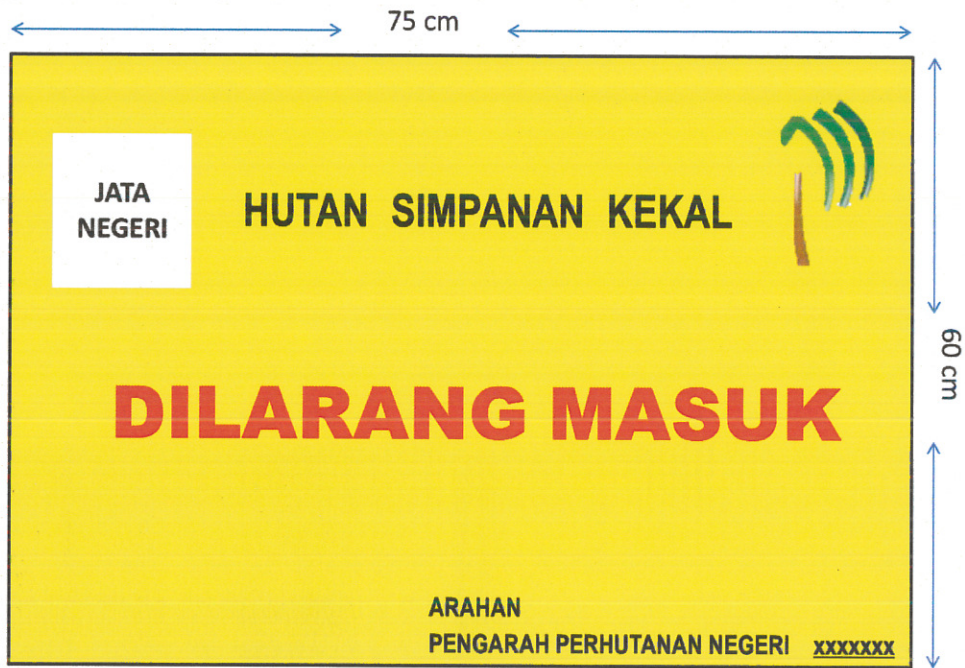 75 cm
JATA
NEGERI
HUTAN SIMPANAN KEKAL
60 cm
DILARANG MASUK
ARAHAN
PENGARAH PERHUTANAN NEGERI xxxxxxx